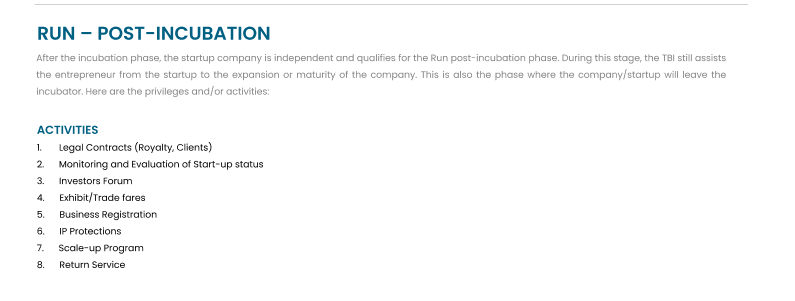 RUN – POST-INCUBATION
After the incubation phase, the startup company is independent and qualifies for the Run post-incubation phase. During this stage, the TBI still assists
the entrepreneur from the startup to the expansion or maturity of the company. This is also the phase where the company/startup will leave the
incubator. Here are the privileges and/or activities:
ACTIVITIES
1. Legal Contracts (Royalty, Clients)
2. Monitoring and Evaluation of Start-up status
3. Investors Forum
4. Exhibit/Trade fares
5. Business Registration
6. IP Protections
7. Scale-up Program
8. Return Service